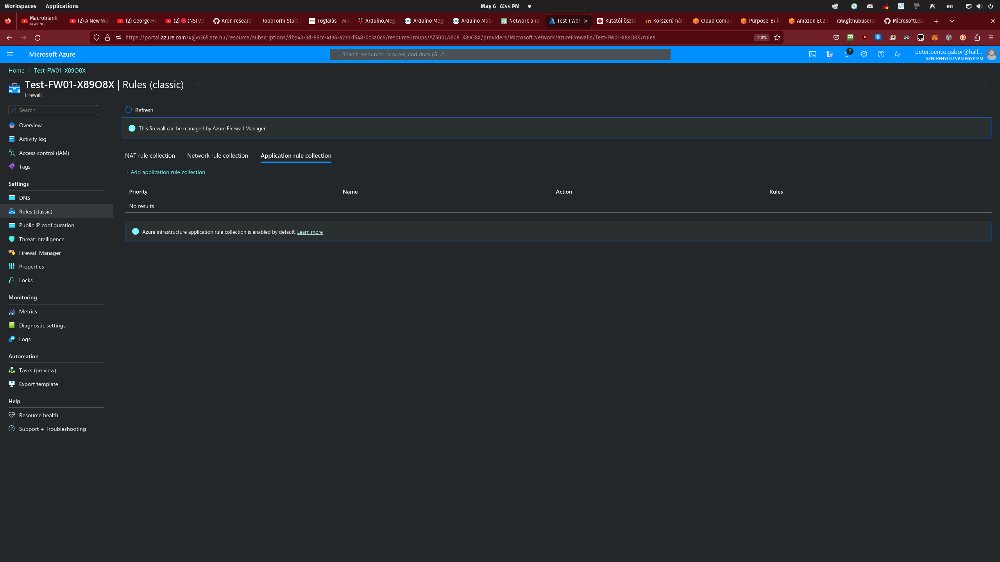 Workspaces Applications May 6 6:44 PM en
Macroblank - PLAYING
(2) A New Wa
(2) George Ho
(2) 🔴 (NSFW)
Aron research
RoboForm Start
Foglalás – Ma
Arduino,Mega
Arduino Mega
Arduino Moto
Network and
Test-FW01-
Kutatói ösztö
Korszerű háló
Cloud Compu
Purpose-Buil
Amazon EC2
raw.githubuserco
MicrosoftLear
https://portal.azure.com/#@o365.sze.hu/resource/subscriptions/db94373d-85cc-4196-a21b-f54870c3a0c6/resourceGroups/AZ500LAB08_X89O8X/providers/Microsoft.Network/azureFirewalls/Test-FW01-X89O8X/rules 110%
Microsoft Azure
Search resources, services, and docs (G+/)
2
peter.bence.gabor@hall...
SZÉCHENYI ISTVÁN EGYETEM
Home > Test-FW01-X89O8X
Test-FW01-X89O8X | Rules (classic)
Firewall
Search
Overview
Activity log
Access control (IAM)
Tags
Settings
DNS
Rules (classic)
Public IP configuration
Threat intelligence
Firewall Manager
Properties
Locks
Monitoring
Metrics
Diagnostic settings
Logs
Automation
Tasks (preview)
Export template
Help
Resource health
Support + Troubleshooting
Refresh
This firewall can be managed by Azure Firewall Manager.
NAT rule collection Network rule collection Application rule collection
+ Add application rule collection
Priority Name Action Rules
No results
Azure infrastructure application rule collection is enabled by default. Learn more